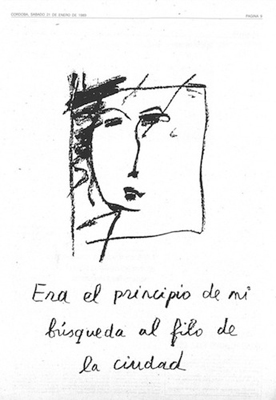 CORDOBA, SABADO 21 DE ENERO DE 1989 PAGINA 5
Era el principio de mi
búsqueda al filo de
la ciudad